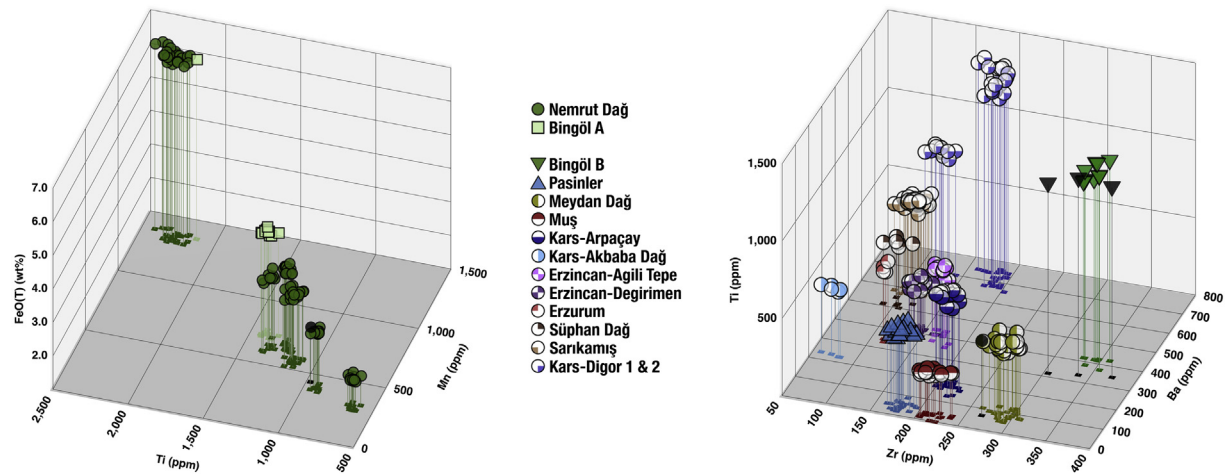 7.0
6.0
5.0
4.0
3.0
2.0
FeO(T) (wt%)
2,500
2,000
1,500
1,000
500
Ti (ppm)
0
500
1,000
1,500
Mn (ppm)
Nemrut Dağ
Bingöl A
Bingöl B
Pasinler
Meydan Dağ
Muş
Kars-Arpaçay
Kars-Akbaba Dağ
Erzincan-Agili Tepe
Erzincan-Degirimen
Erzurum
Süphan Dağ
Sarıkamış
Kars-Digor 1 & 2
1,500
1,000
500
Ti (ppm)
50
100
150
200
250
300
350
400
Zr (ppm)
0
100
200
300
400
500
600
700
800
Ba (ppm)